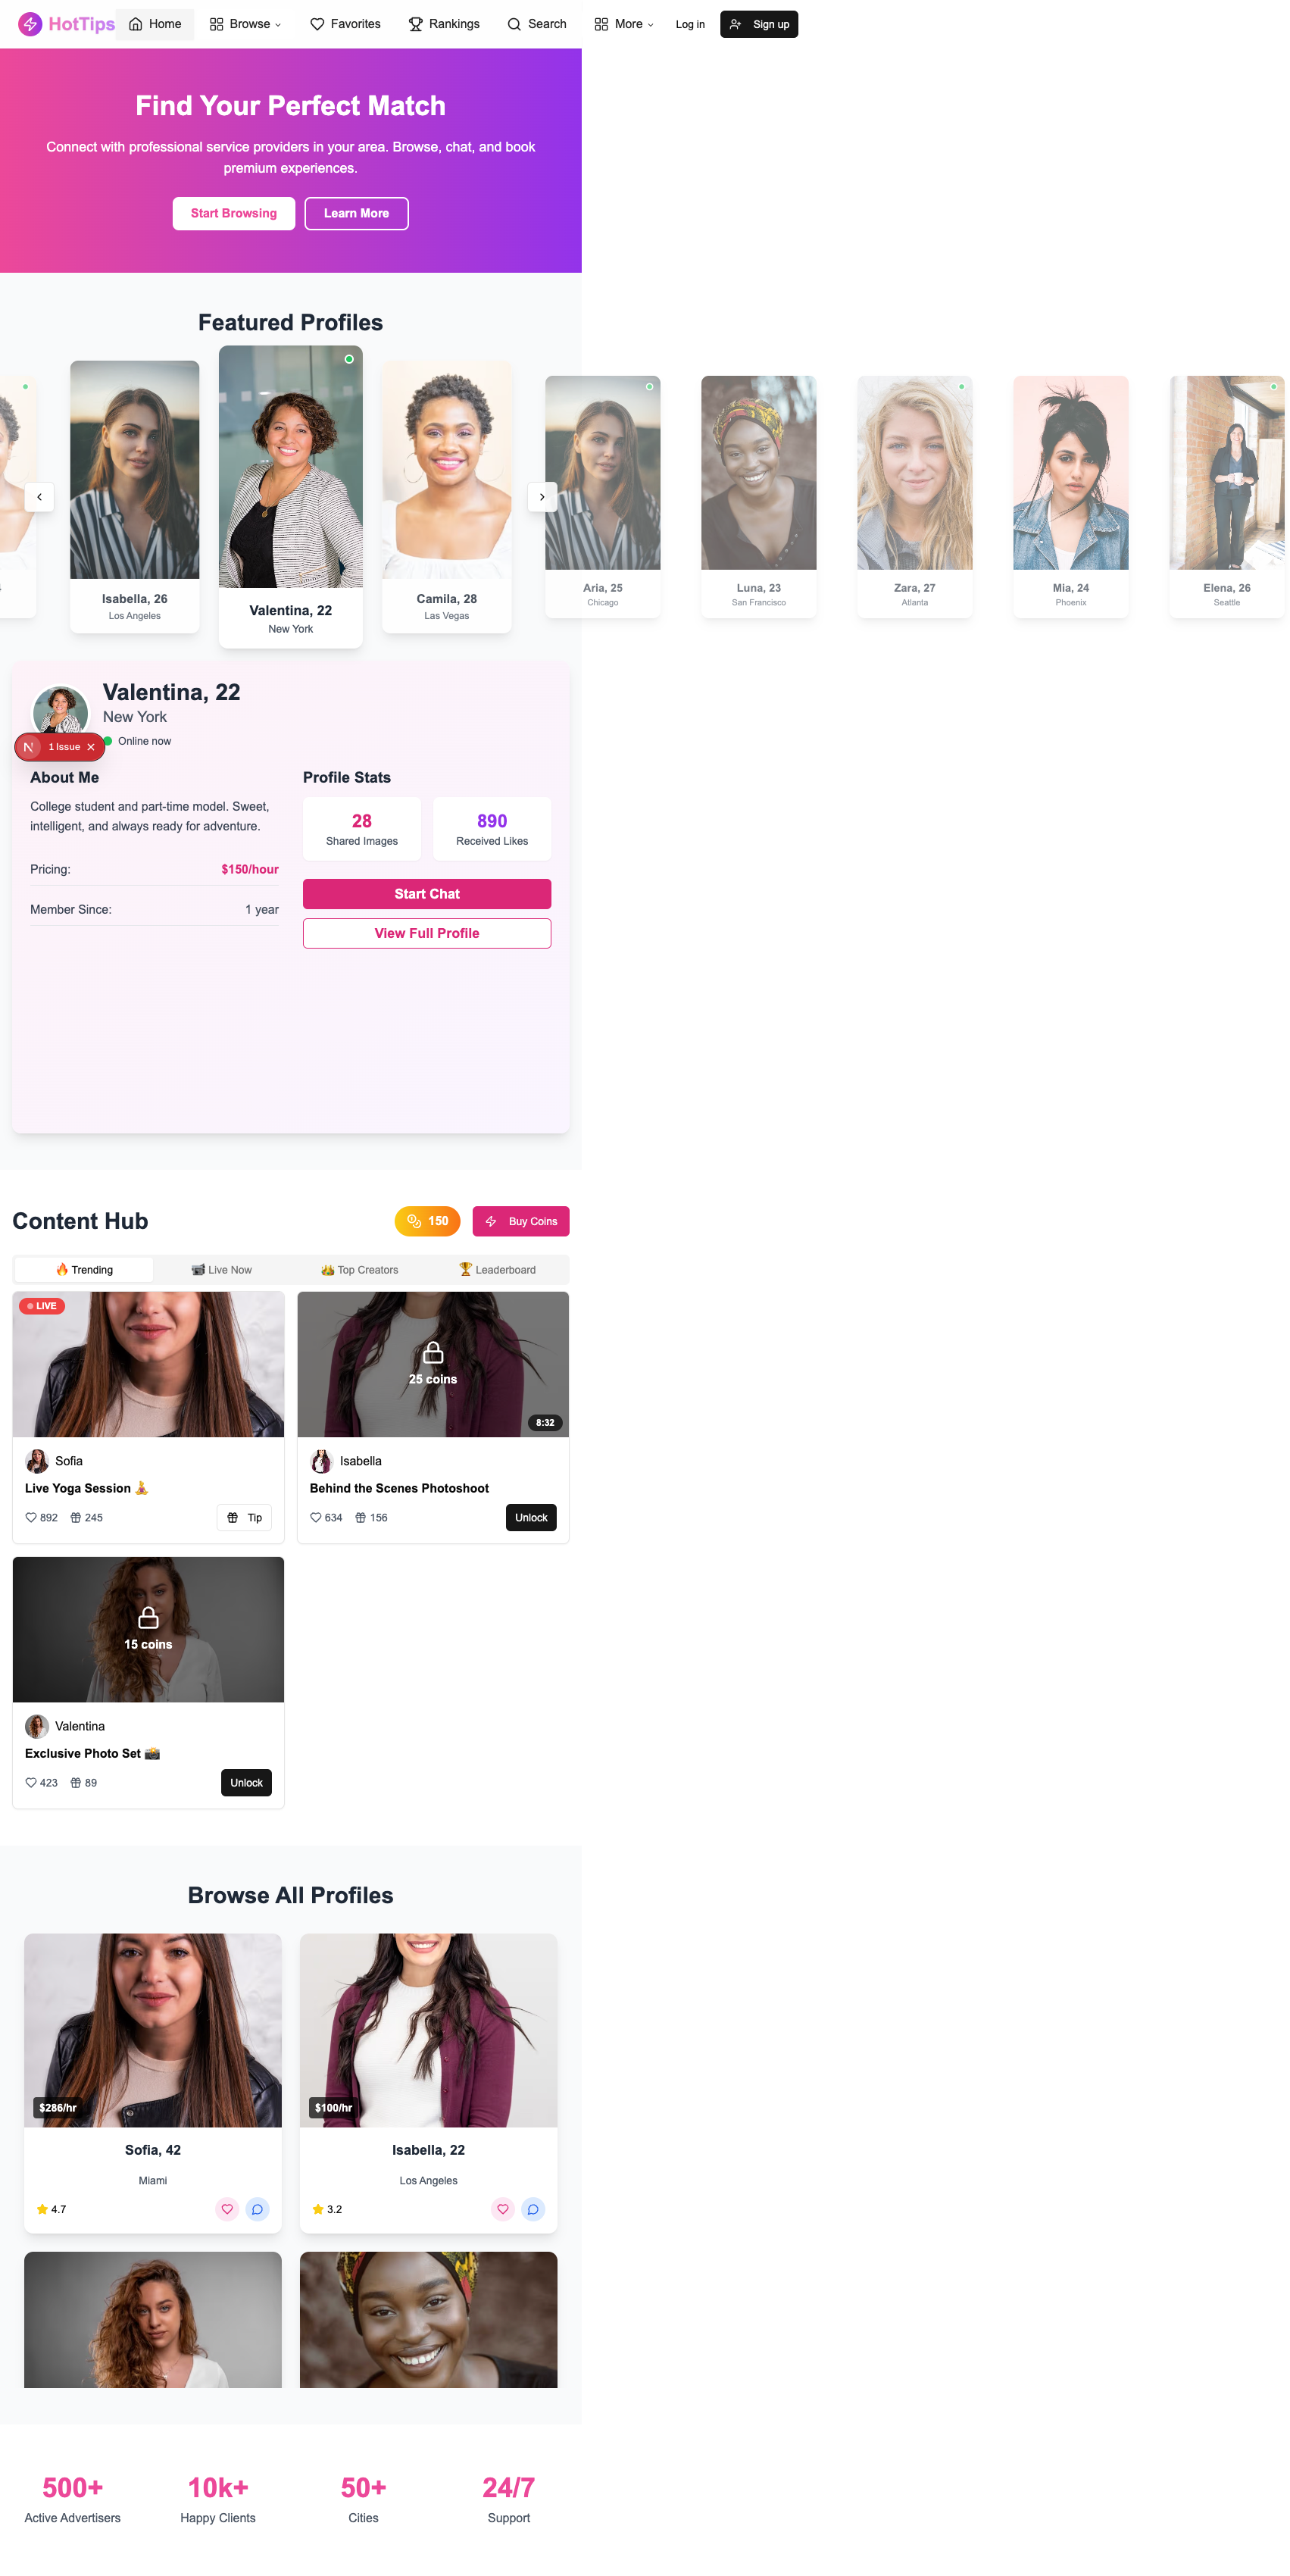 HotTips
Home
Browse
Favorites
Rankings
Search
More
Log in
Sign up
Find Your Perfect Match
Connect with professional service providers in your area. Browse, chat, and book
premium experiences.
Start Browsing
Learn More
Featured Profiles
Isabella, 26
Los Angeles
Valentina, 22
New York
Camila, 28
Las Vegas
Aria, 25
Chicago
Luna, 23
San Francisco
Zara, 27
Atlanta
Mia, 24
Phoenix
Elena, 26
Seattle
Valentina, 22
New York
Online now
N 1 Issue
About Me
College student and part-time model. Sweet,
intelligent, and always ready for adventure.
Pricing: $150/hour
Member Since: 1 year
Profile Stats
28
Shared Images
890
Received Likes
Start Chat
View Full Profile
Content Hub
150
Buy Coins
🔥 Trending
📹 Live Now
👑 Top Creators
🏆 Leaderboard
LIVE
Sofia
Live Yoga Session 🧘
892 245
Tip
25 coins
8:32
Isabella
Behind the Scenes Photoshoot
634 156
Unlock
15 coins
Valentina
Exclusive Photo Set 📸
423 89
Unlock
Browse All Profiles
$286/hr
Sofia, 42
Miami
4.7
$100/hr
Isabella, 22
Los Angeles
3.2
500+
Active Advertisers
10k+
Happy Clients
50+
Cities
24/7
Support